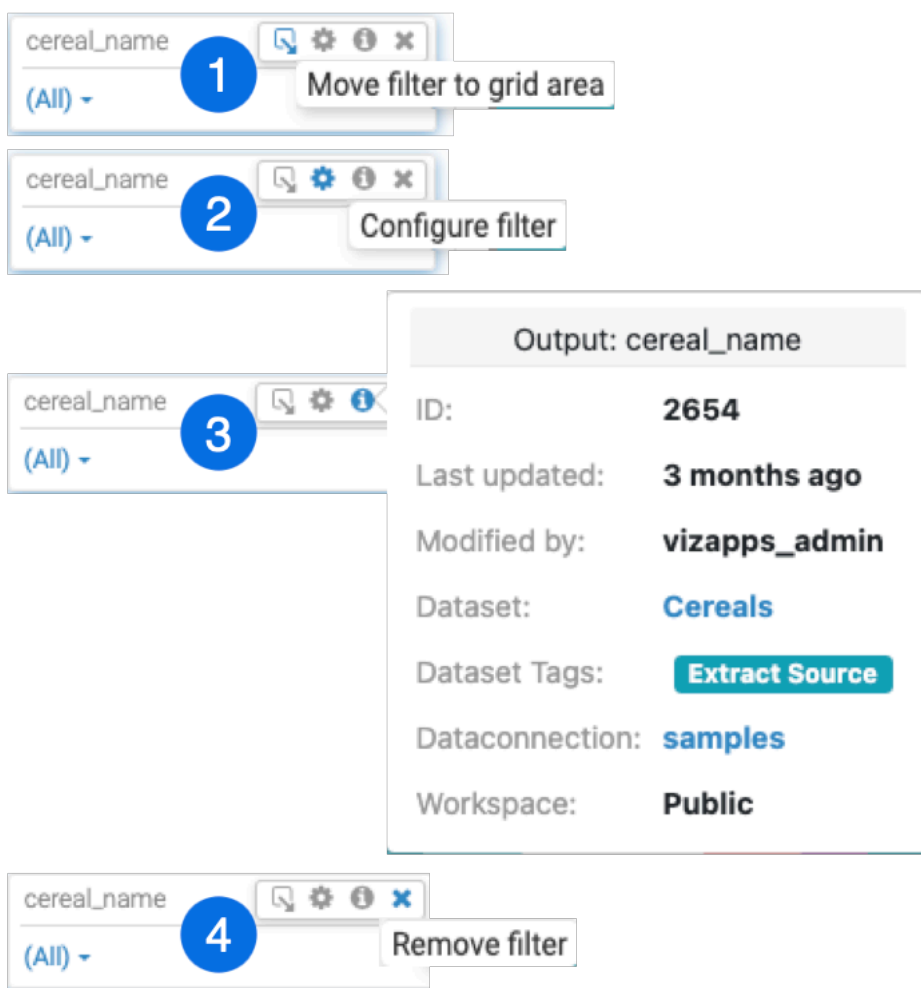 cereal_name
1
Move filter to grid area
(All)
cereal_name
2
Configure filter
(All)
Output: cereal_name
cereal_name
3
(All)
ID: 2654
Last updated: 3 months ago
Modified by: vizapps_admin
Dataset: Cereals
Dataset Tags: Extract Source
Dataconnection: samples
Workspace: Public
cereal_name
4
Remove filter
(All)